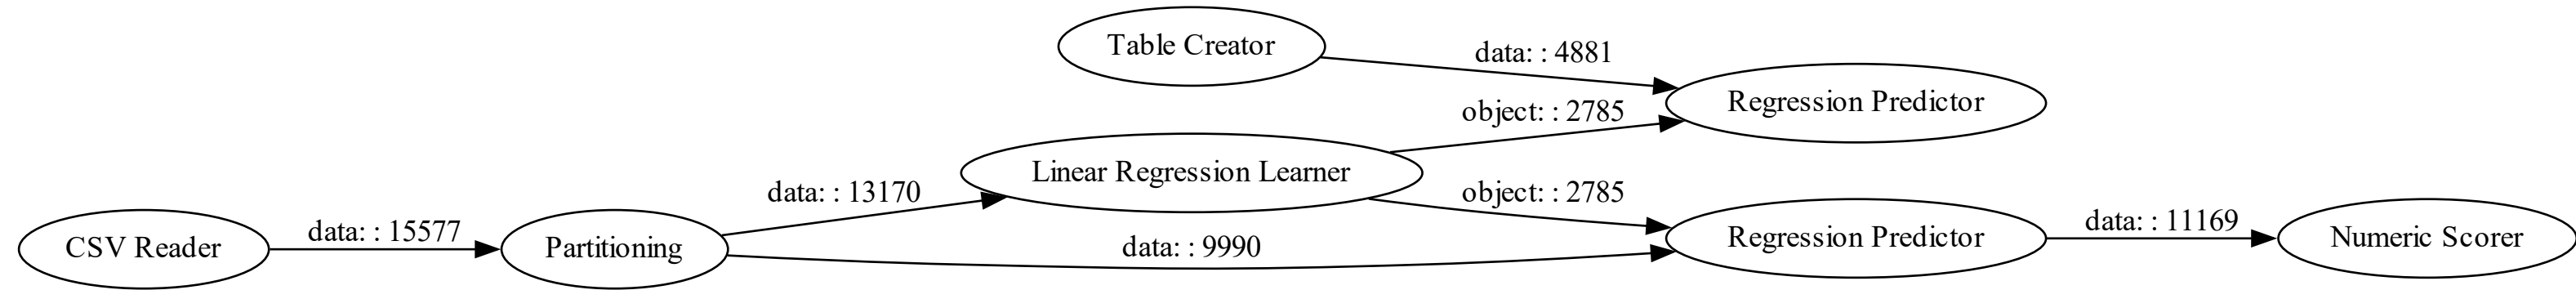 Table Creator
data: : 4881
Regression Predictor
object: : 2785
Linear Regression Learner
data: : 13170
object: : 2785
CSV Reader
data: : 15577
Partitioning
data: : 9990
Regression Predictor
data: : 11169
Numeric Scorer